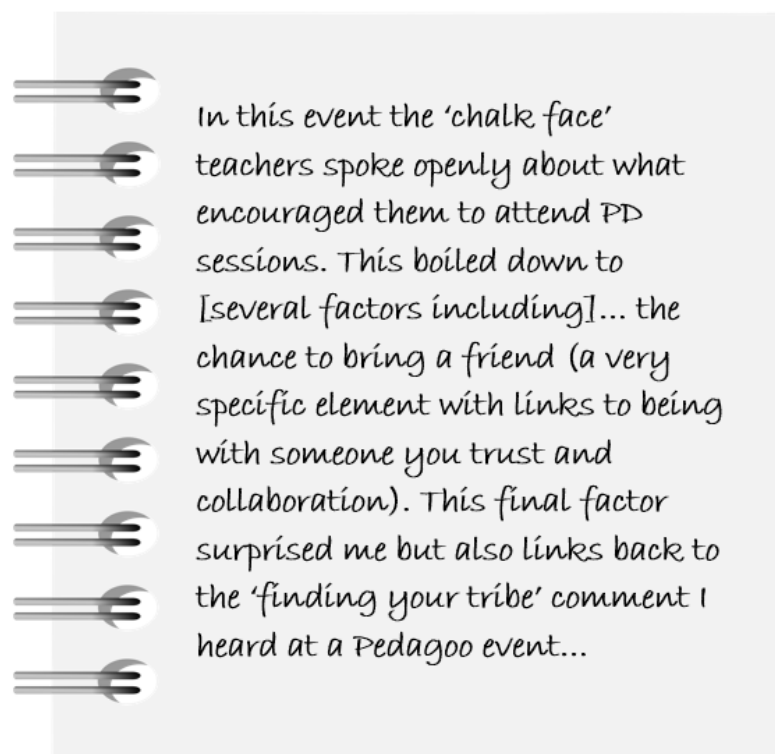 In this event the ‘chalk face’
teachers spoke openly about what
encouraged them to attend PD
sessions. This boiled down to
[several factors including]... the
chance to bring a friend (a very
specific element with links to being
with someone you trust and
collaboration). This final factor
surprised me but also links back to
the ‘finding your tribe’ comment I
heard at a Pedagoo event...